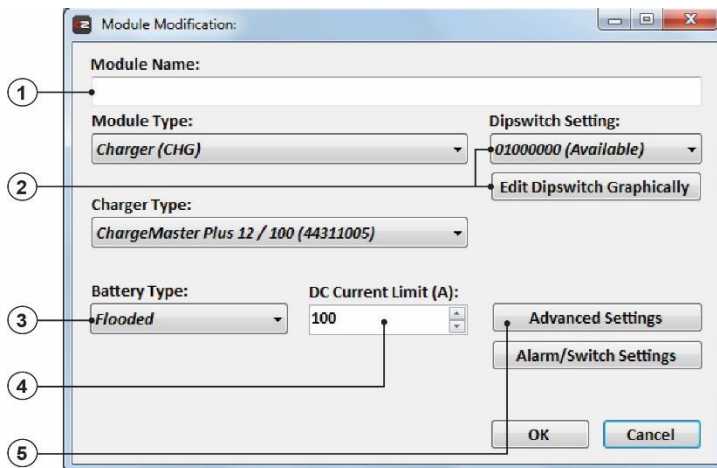 Module Modification:
Module Name:
1
Module Type:
Dipswitch Setting:
Charger (CHG)
01000000 (Available)
2
Edit Dipswitch Graphically
Charger Type:
ChargeMaster Plus 12 / 100 (44311005)
Battery Type:
DC Current Limit (A):
3
Flooded
100
Advanced Settings
Alarm/Switch Settings
4
OK
Cancel
5